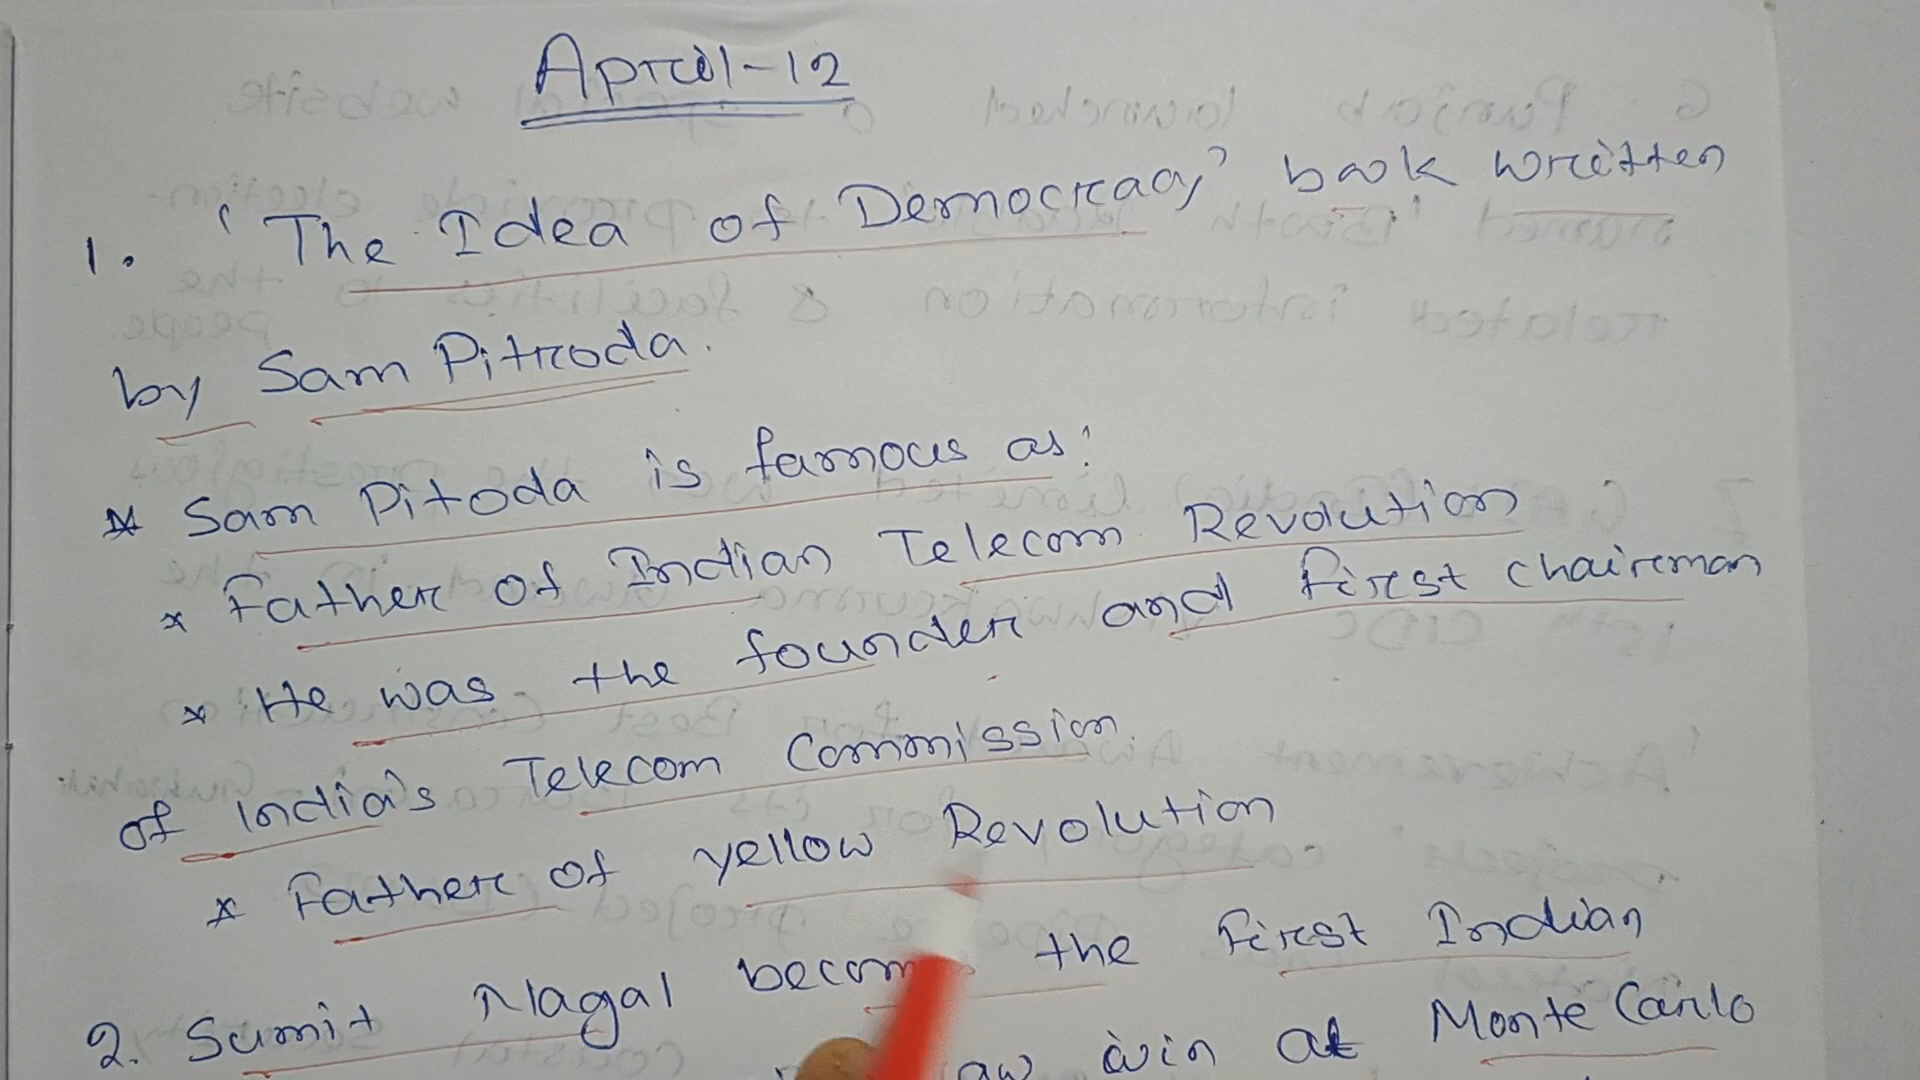 April-12
1. 'The Idea of Democracy' book written
by Sam Pitroda.
* Sam Pitoda is famous as:
* Father of Indian Telecom Revolution
* He was the founder and first chairman
of India's Telecom Commission.
* Father of yellow Revolution
2. Sumit Nagal becomes the first Indian
win at Monte Carlo